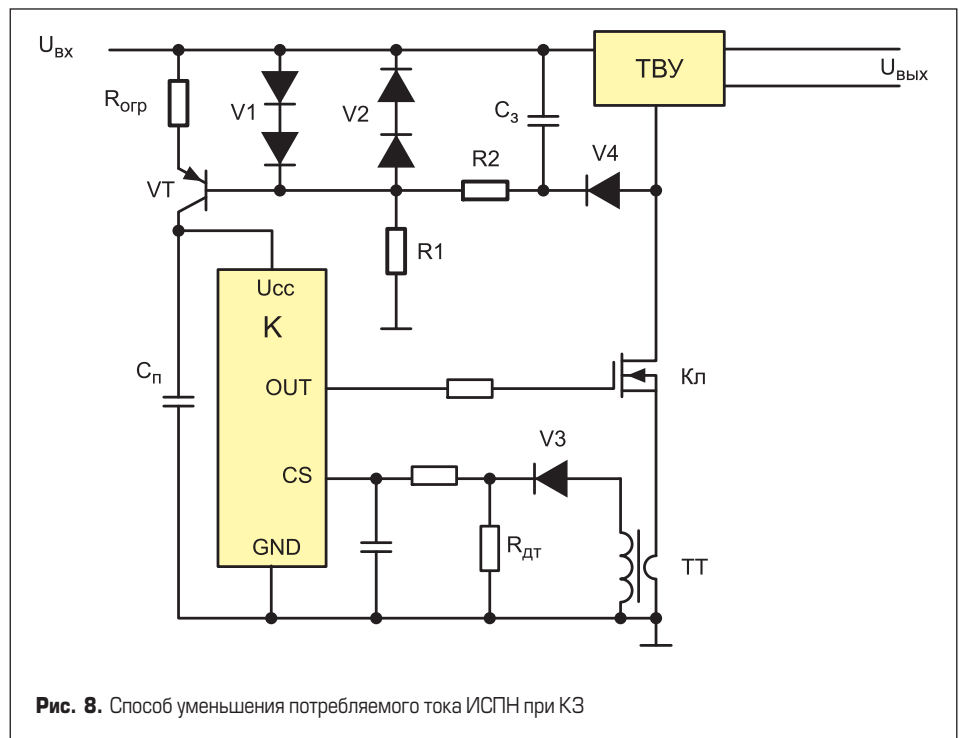 Uвх
ТВУ
Uвых
Rогр
V1
V2
Cз
R2
V4
VT
R1
Ucc
K
Cп
OUT
Кл
V3
CS
Rдт
ТТ
GND
Рис. 8. Способ уменьшения потребляемого тока ИСПН при КЗ